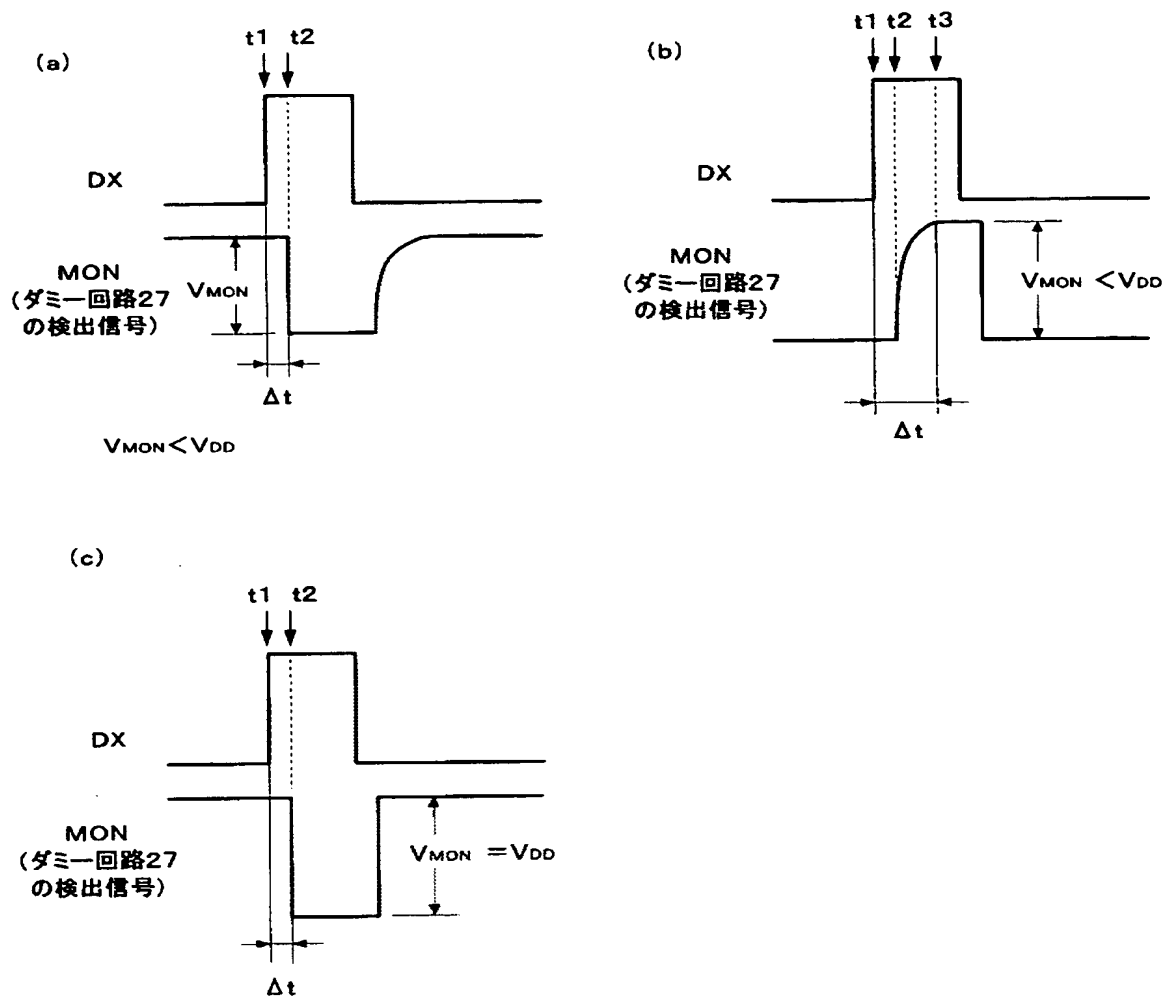 (a)
t1 t2
DX
MON
(ダミー回路27
の検出信号)
VMON
Δt
VMON<VDD
(b)
t1 t2 t3
DX
MON
(ダミー回路27
の検出信号)
VMON <VDD
Δt
(c)
t1 t2
DX
MON
(ダミー回路27
の検出信号)
VMON =VDD
Δt